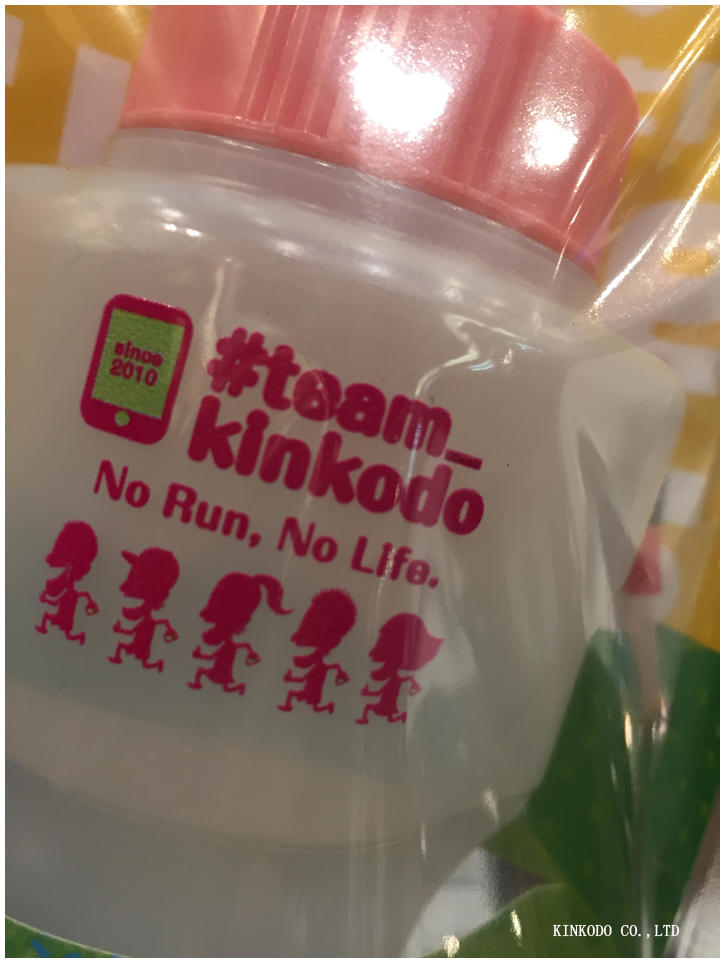 since
2010
#team_
kinkodo
No Run, No Life.
KINKODO CO.,LTD